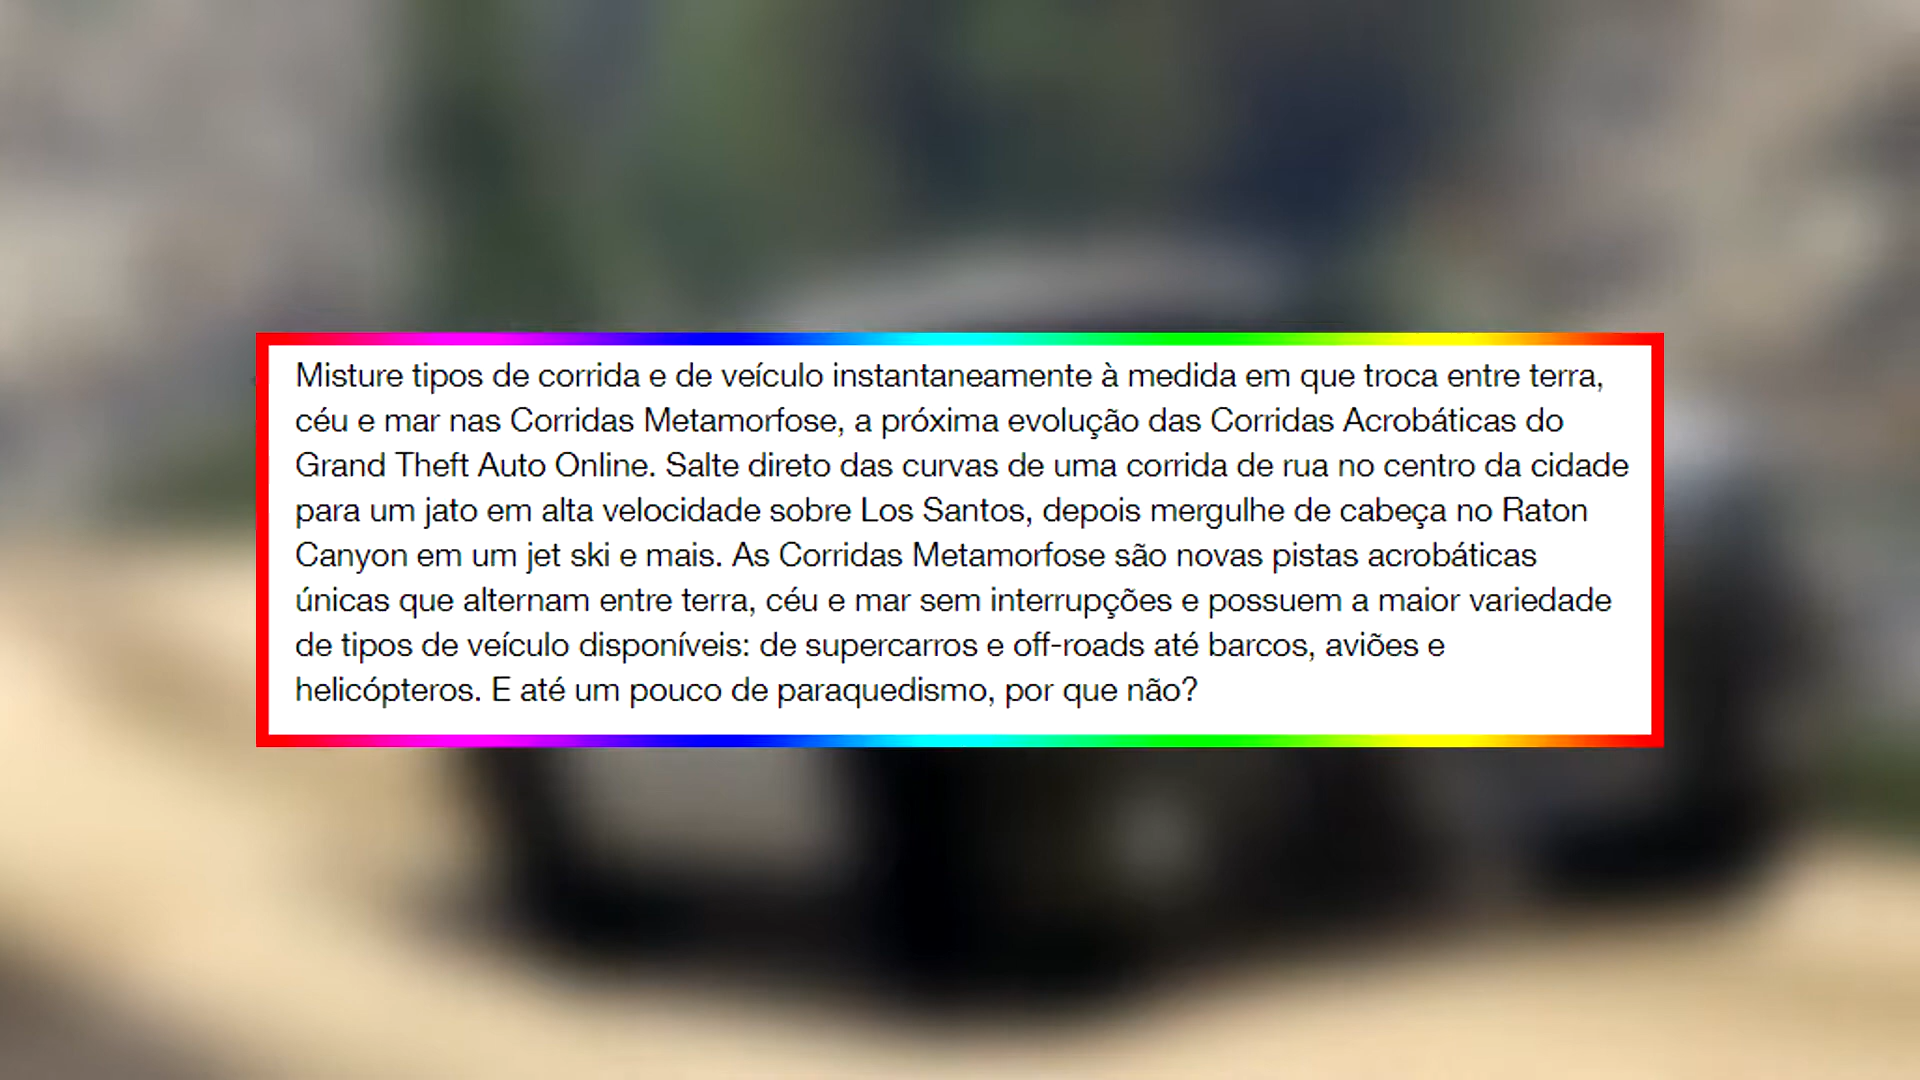 Misture tipos de corrida e de veículo instantaneamente à medida em que troca entre terra,
céu e mar nas Corridas Metamorfose, a próxima evolução das Corridas Acrobáticas do
Grand Theft Auto Online. Salte direto das curvas de uma corrida de rua no centro da cidade
para um jato em alta velocidade sobre Los Santos, depois mergulhe de cabeça no Raton
Canyon em um jet ski e mais. As Corridas Metamorfose são novas pistas acrobáticas
únicas que alternam entre terra, céu e mar sem interrupções e possuem a maior variedade
de tipos de veículo disponíveis: de supercarros e off-roads até barcos, aviões e
helicópteros. E até um pouco de paraquedismo, por que não?